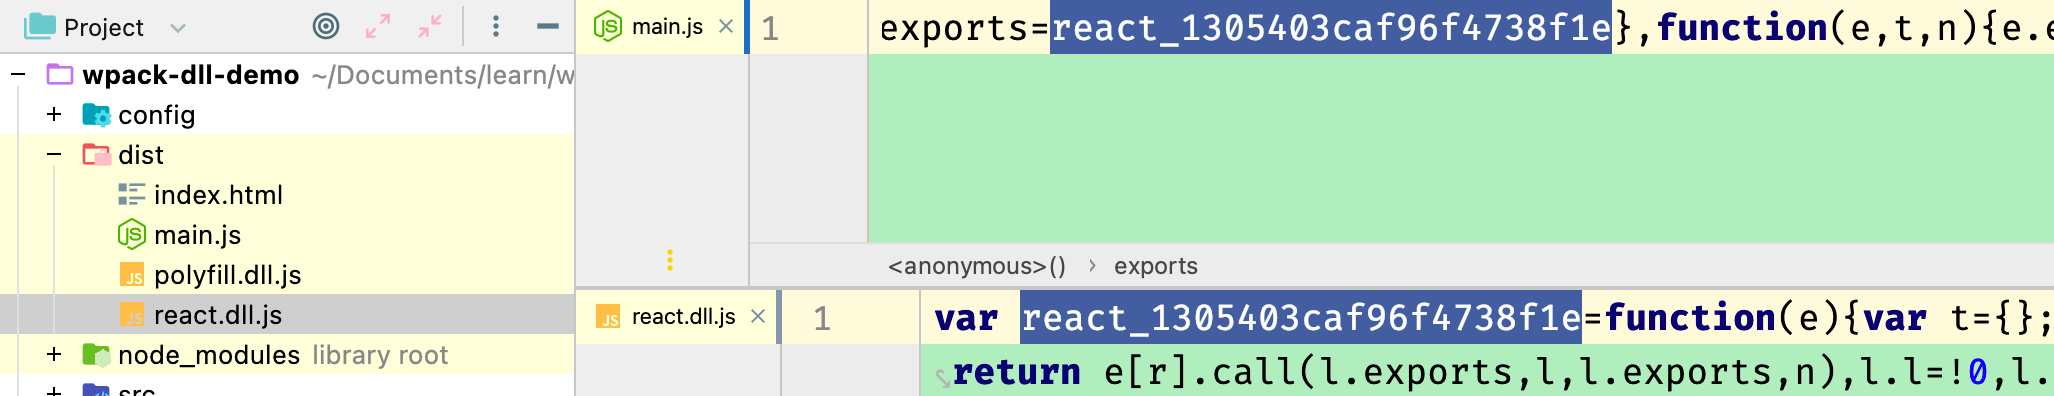 Project
wpack-dll-demo ~/Documents/learn/w
config
dist
index.html
main.js
polyfill.dll.js
react.dll.js
node_modules library root
src
main.js
1 exports=react_1305403caf96f4738f1e},function(e,t,n){e.e
<anonymous>() › exports
react.dll.js
1 var react_1305403caf96f4738f1e=function(e){var t={};
return e[r].call(l.exports,l,l.exports,n),l.l=!0,l.